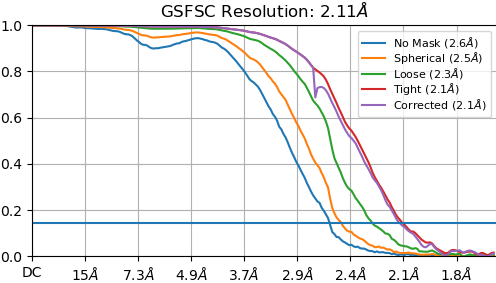 GSFSC Resolution: 2.11Å
1.0
0.8
0.6
0.4
0.2
0.0
No Mask (2.6Å)
Spherical (2.5Å)
Loose (2.3Å)
Tight (2.1Å)
Corrected (2.1Å)
DC 15Å 7.3Å 4.9Å 3.7Å 2.9Å 2.4Å 2.1Å 1.8Å